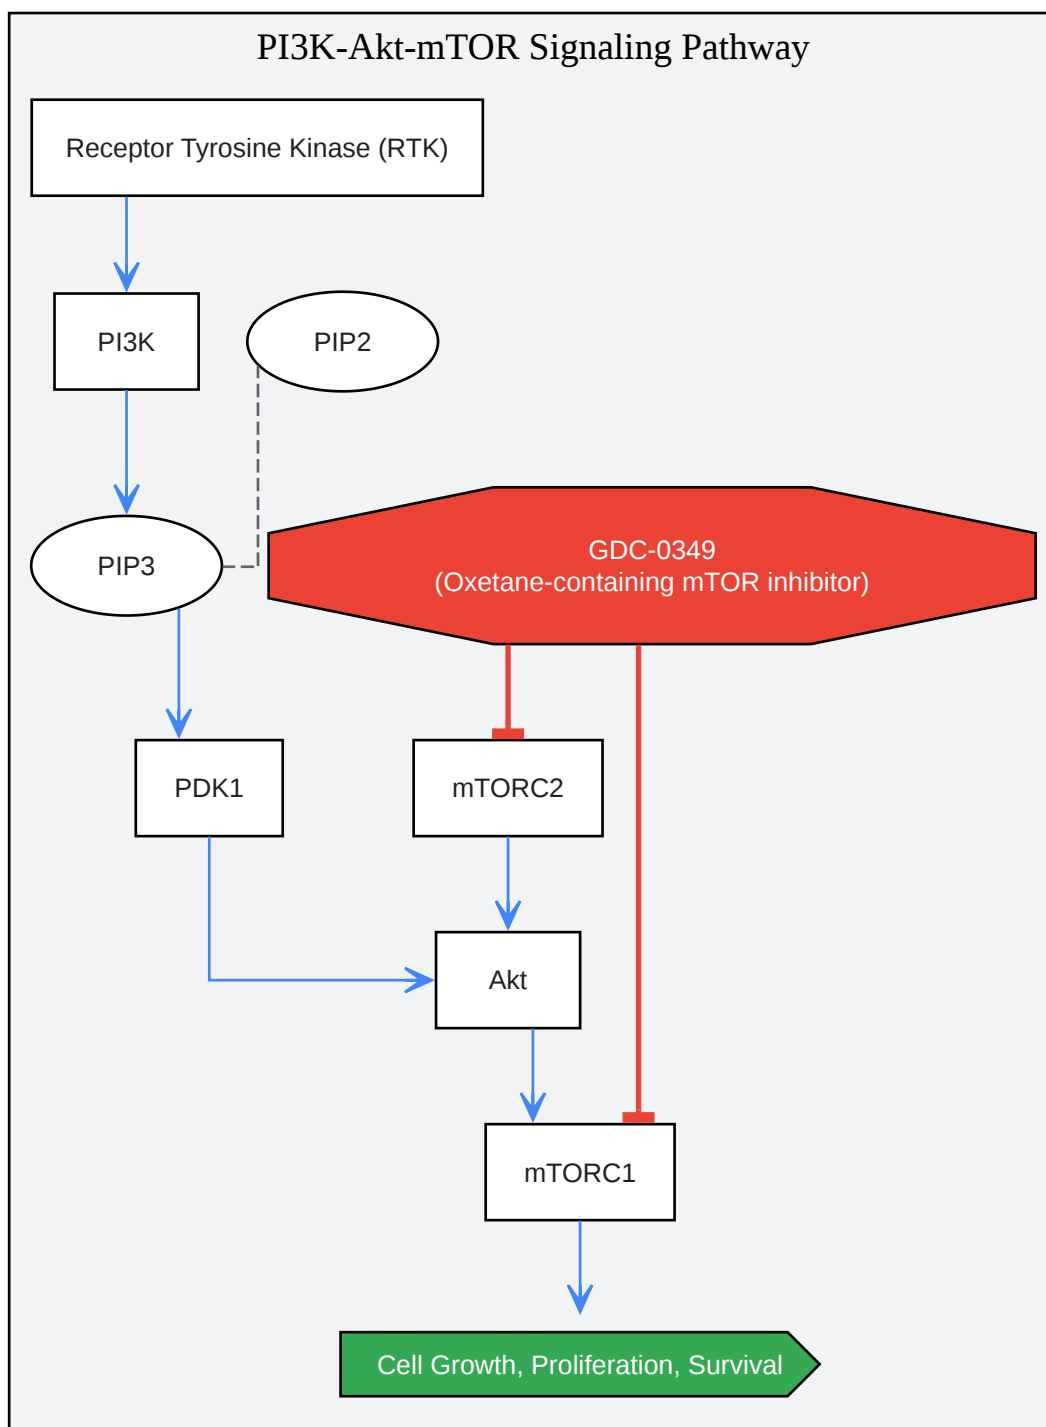 PI3K-Akt-mTOR Signaling Pathway
Receptor Tyrosine Kinase (RTK)
PI3K
PIP2
PIP3
GDC-0349
(Oxetane-containing mTOR inhibitor)
PDK1
mTORC2
Akt
mTORC1
Cell Growth, Proliferation, Survival